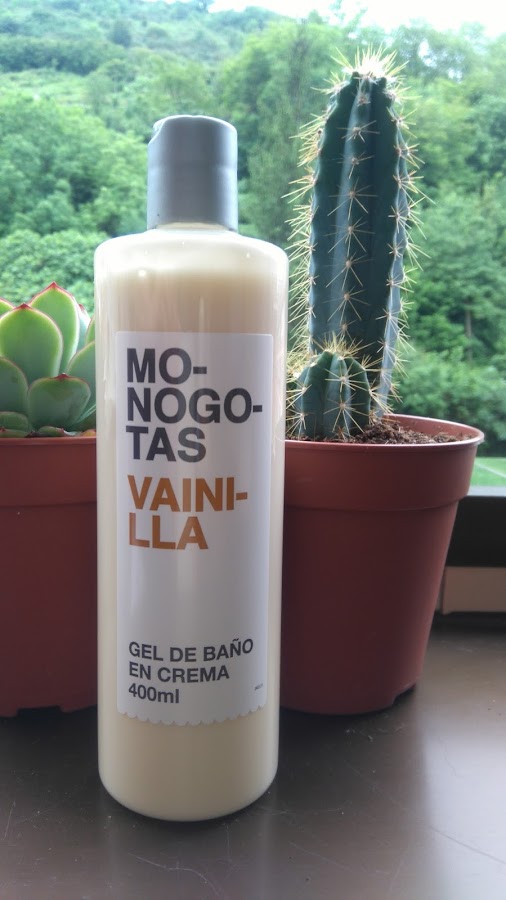 MO-
NOGO-
TAS
VAINI-
LLA
GEL DE BAÑO
EN CREMA
400ml